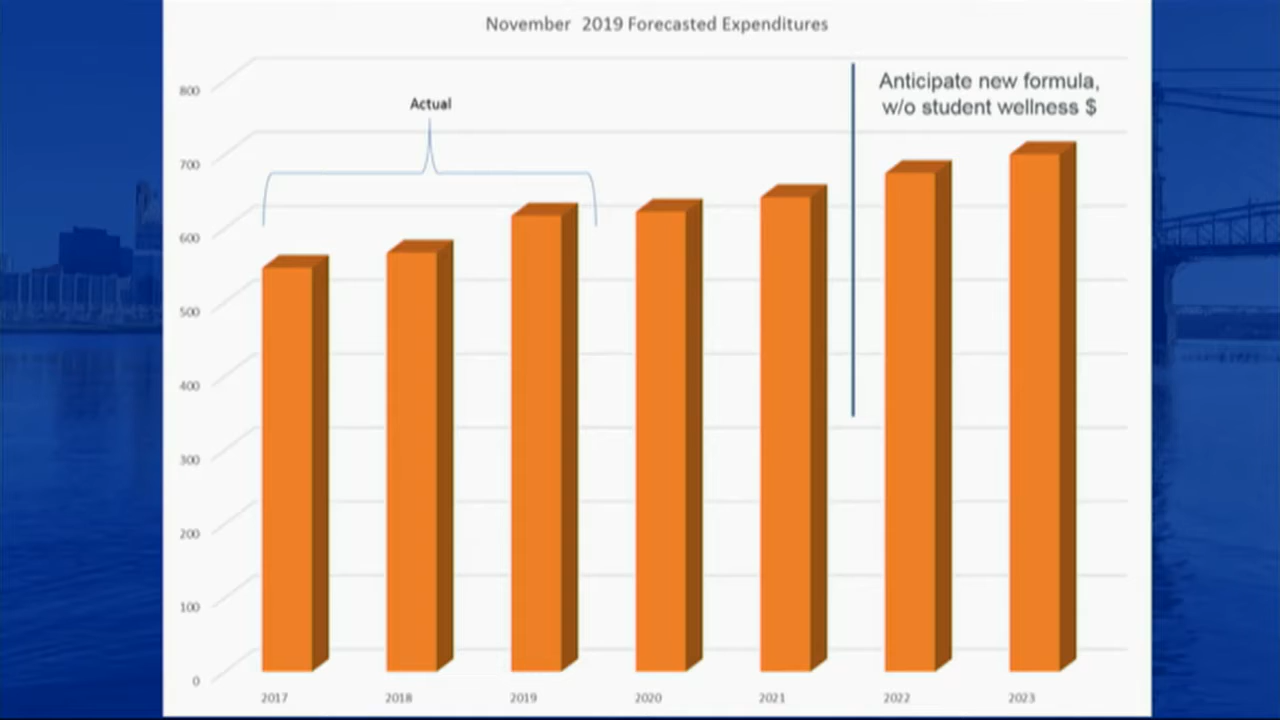 November 2019 Forecasted Expenditures
Anticipate new formula,
w/o student wellness $
Actual
800
700
600
500
400
300
200
100
0
2017 2018 2019 2020 2021 2022 2023